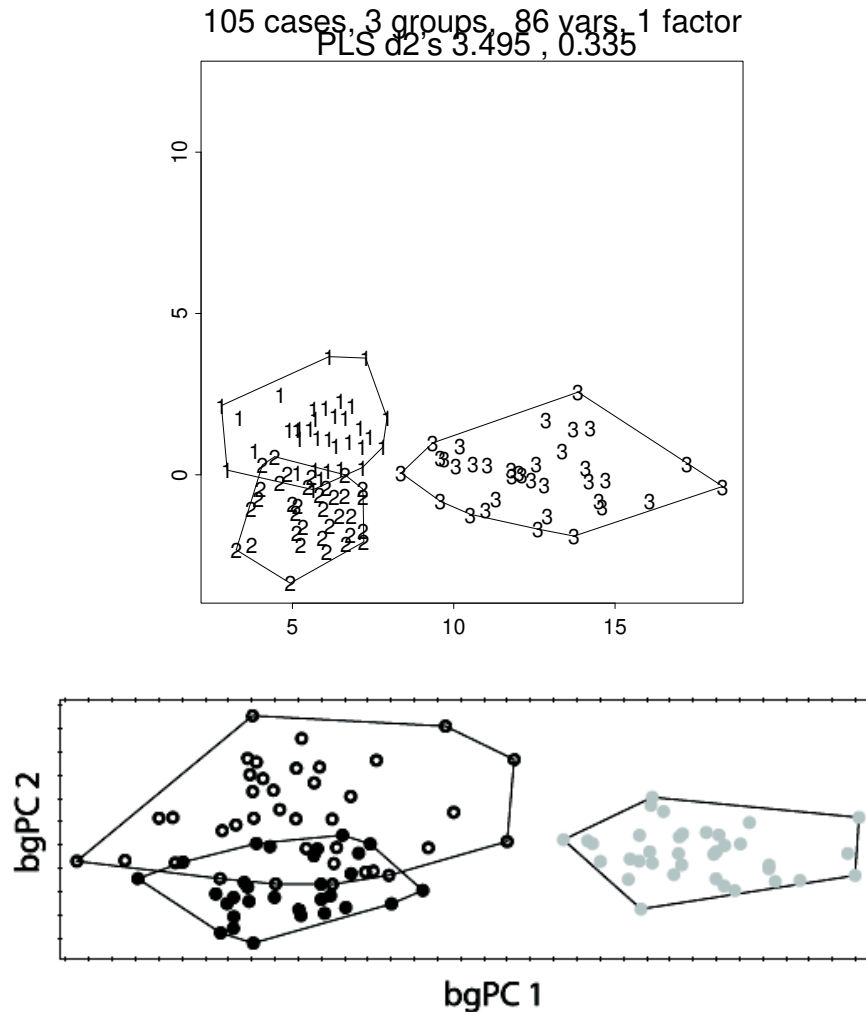 105 cases, 3 groups,  86 vars, 1 factor
PLS d2's 3.495 , 0.335
10
5
0
5 10 15
bgPC 2
bgPC 1